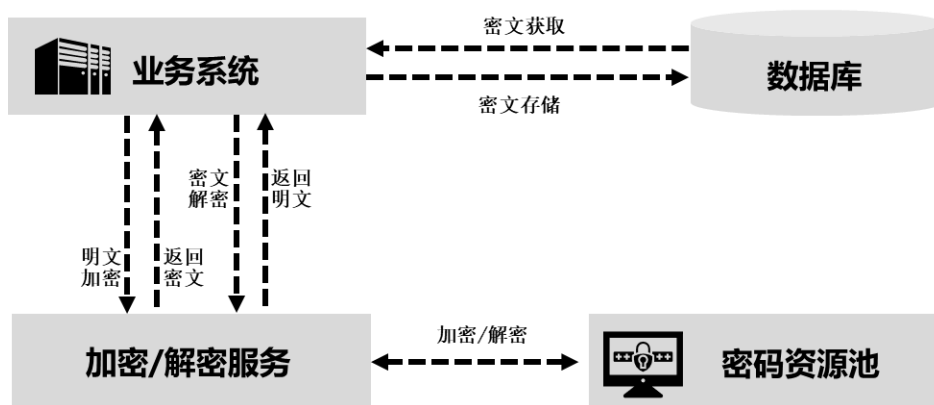 密文获取
业务系统
数据库
密文存储
密文
解密
返回
明文
明文
加密
返回
密文
加密/解密
加密/解密服务
密码资源池